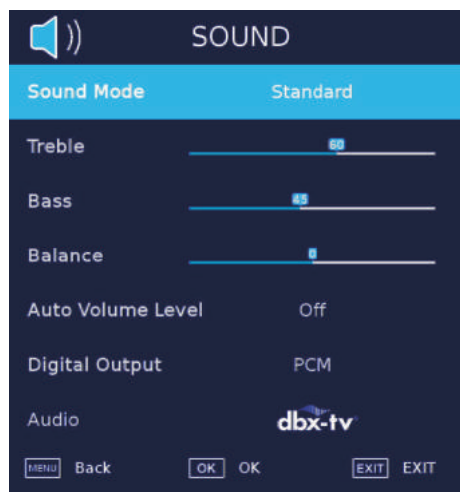 SOUND
Sound Mode Standard
Treble 60
Bass 45
Balance 0
Auto Volume Level Off
Digital Output PCM
Audio dbx-tv
MENU Back OK OK EXIT EXIT